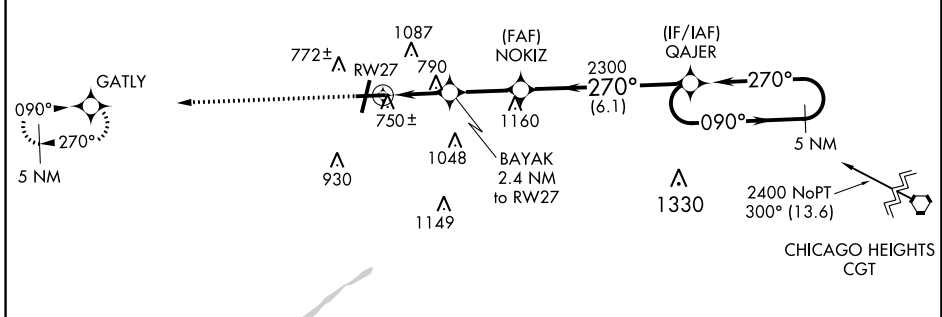 1087
772±
790
RW27
750±
(FAF)
NOKIZ
2300
270°
(6.1)
(IF/IAF)
QAJER
270°
090°
5 NM
GATLY
090°
270°
5 NM
1160
1048
BAYAK
2.4 NM
to RW27
930
1149
1330
2400 NoPT
300° (13.6)
CHICAGO HEIGHTS
CGT